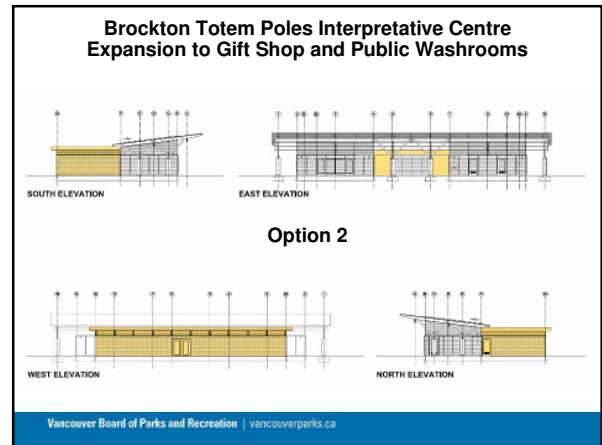 Brockton Totem Poles Interpretative Centre
Expansion to Gift Shop and Public Washrooms
SOUTH ELEVATION
EAST ELEVATION
Option 2
WEST ELEVATION
NORTH ELEVATION
Vancouver Board of Parks and Recreation | vancouverparks.ca